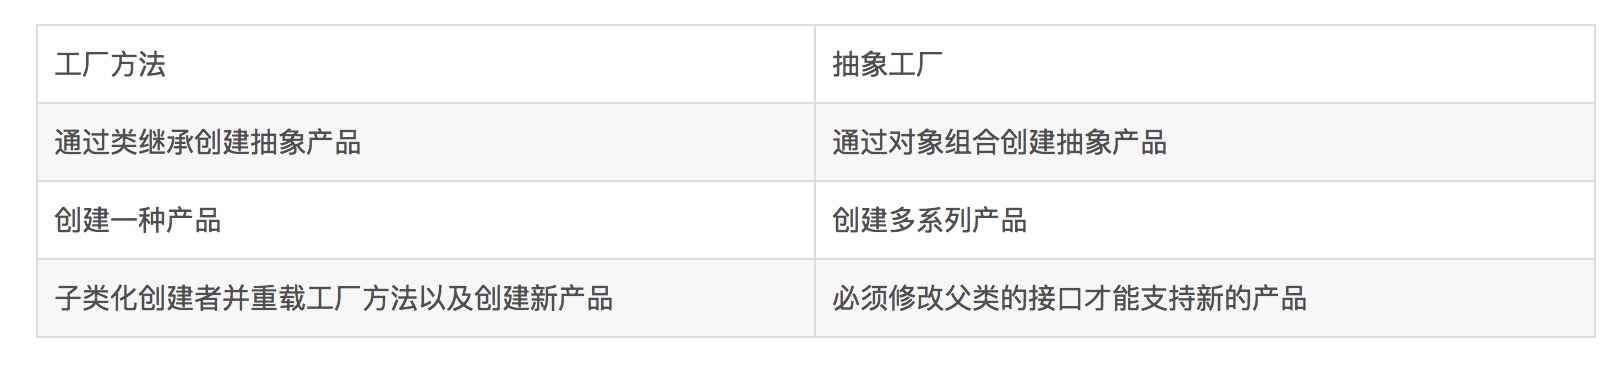 工厂方法
抽象工厂
通过类继承创建抽象产品
通过对象组合创建抽象产品
创建一种产品
创建多系列产品
子类化创建者并重载工厂方法以及创建新产品
必须修改父类的接口才能支持新的产品